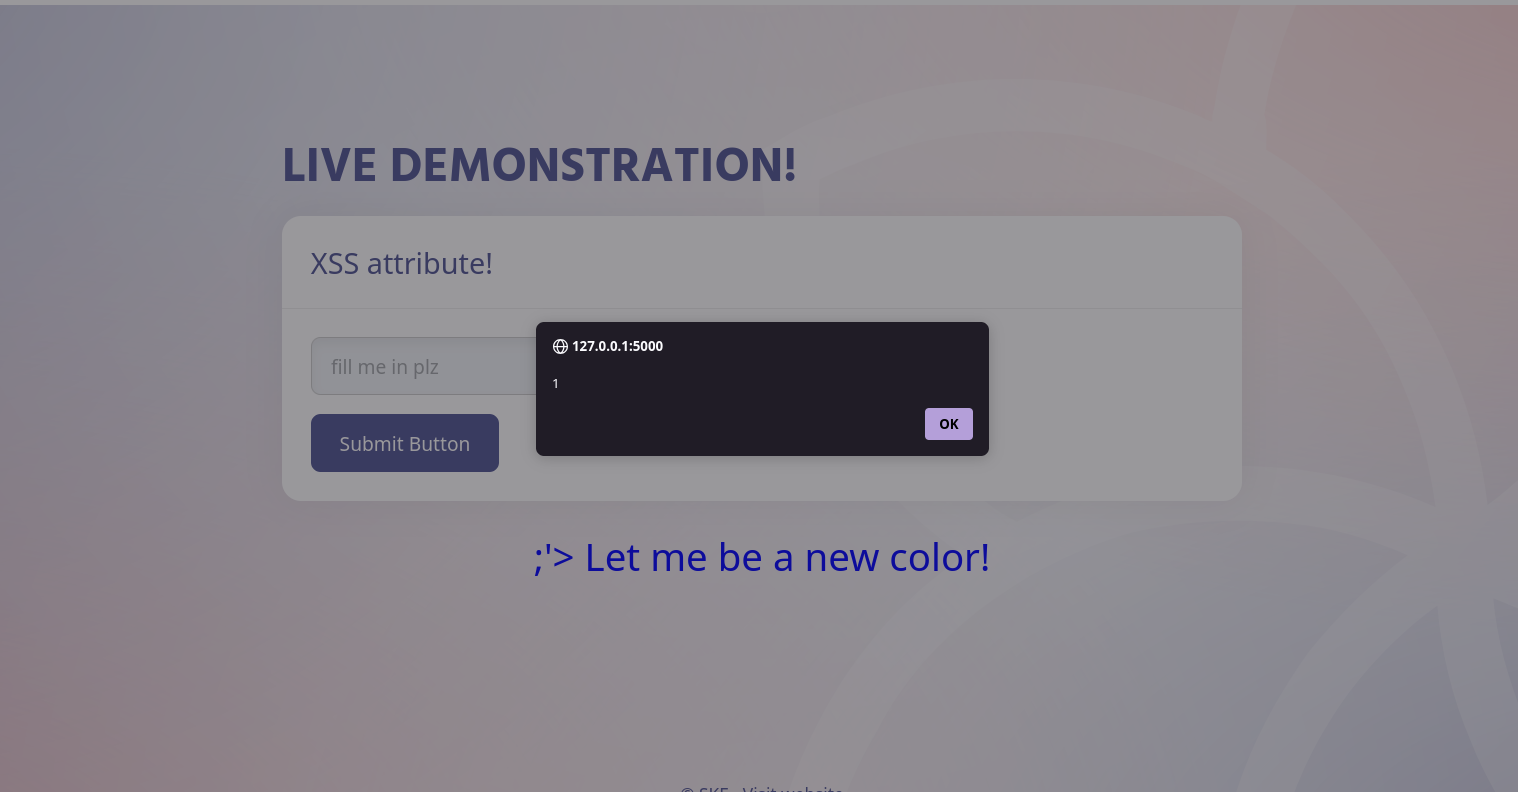 LIVE DEMONSTRATION!
XSS attribute!
127.0.0.1:5000
1
fill me in plz
OK
Submit Button
;'> Let me be a new color!
© SKF - Visit website